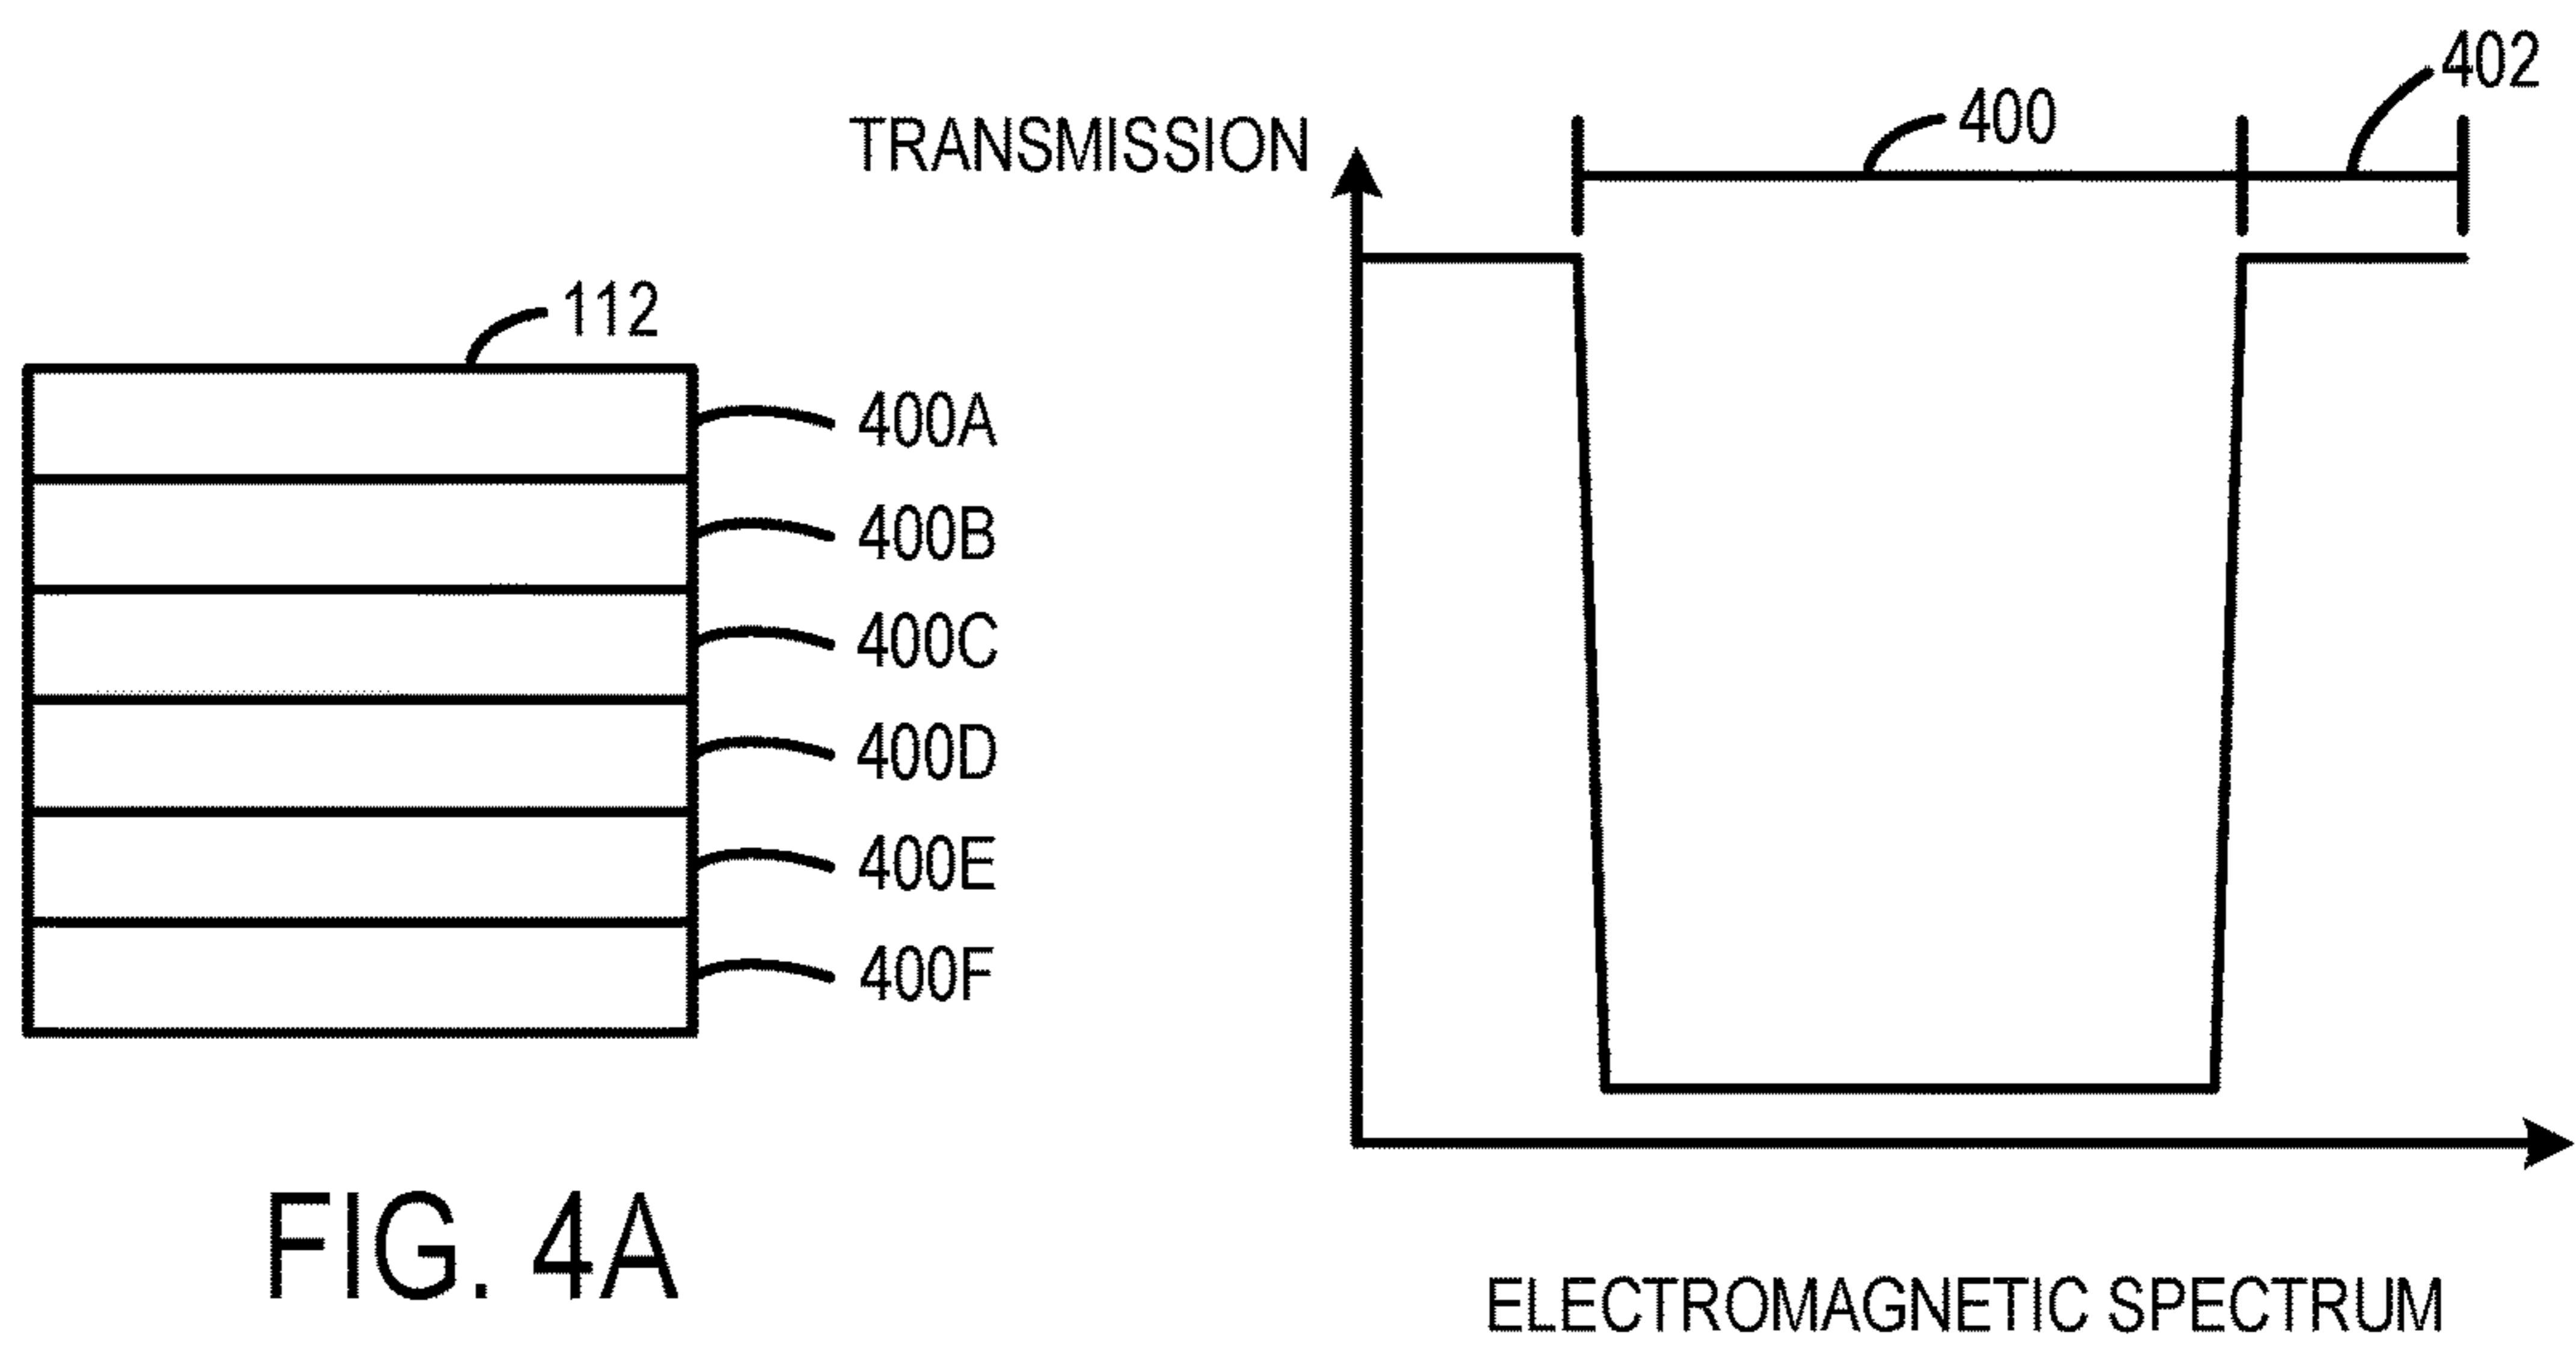 402
400
TRANSMISSION
112
400A
400B
400C
400D
400E
400F
FIG. 4A
ELECTROMAGNETIC SPECTRUM